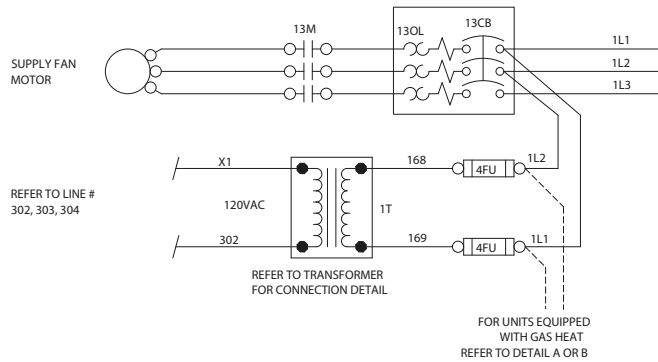 13M
13OL
13CB
1L1
SUPPLY FAN
MOTOR
1L2
1L3
X1
168
1L2
4FU
REFER TO LINE #
302, 303, 304
120VAC
1T
302
169
1L1
4FU
REFER TO TRANSFORMER
FOR CONNECTION DETAIL
FOR UNITS EQUIPPED
WITH GAS HEAT
REFER TO DETAIL A OR B